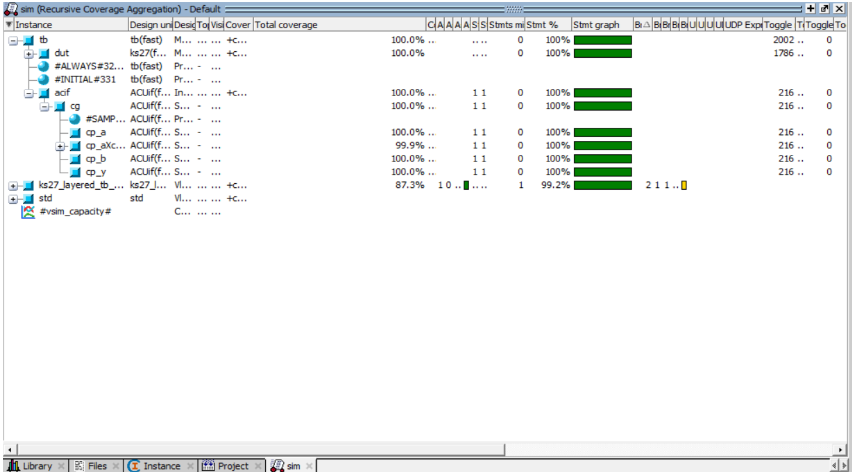 sim (Recursive Coverage Aggregation) - Default
Instance Design uni Desig Top Visi Cover Total coverage C A A A A S S Stmts mi Stmt % Stmt graph B B B B B U U U U UDP Expr Toggle T Toggle To
tb tb(fast) M... ... ... +c... 100.0% .. .. .. 0 100% 2002 .. 0
dut ks27(f... M... ... ... +c... 100.0% .. .. 0 100% 1786 .. 0
#ALWAYS#32... tb(fast) Pr... - ...
#INITIAL#331 tb(fast) Pr... - ...
acif ACUif(f... In... ... ... +c... 100.0% .. 1 1 0 100% 216 .. 0
cg ACUif(f... S... - ... 100.0% .. 1 1 0 100% 216 .. 0
#SAMP... ACUif(f... Pr... - ...
cp_a ACUif(f... S... - ... 100.0% .. 1 1 0 100% 216 .. 0
cp_aXc... ACUif(f... S... - ... 99.9% .. 1 1 0 100% 216 .. 0
cp_b ACUif(f... S... - ... 100.0% .. 1 1 0 100% 216 .. 0
cp_y ACUif(f... S... - ... 100.0% .. 1 1 0 100% 216 .. 0
ks27_layered_tb_... ks27_l... Vl... ... ... +c... 87.3% 1 0 .. .... 1 99.2% 2 1 1 ..
std std Vl... ... ... +c...
#vsim_capacity# C... ... ...
Library Files Instance Project sim